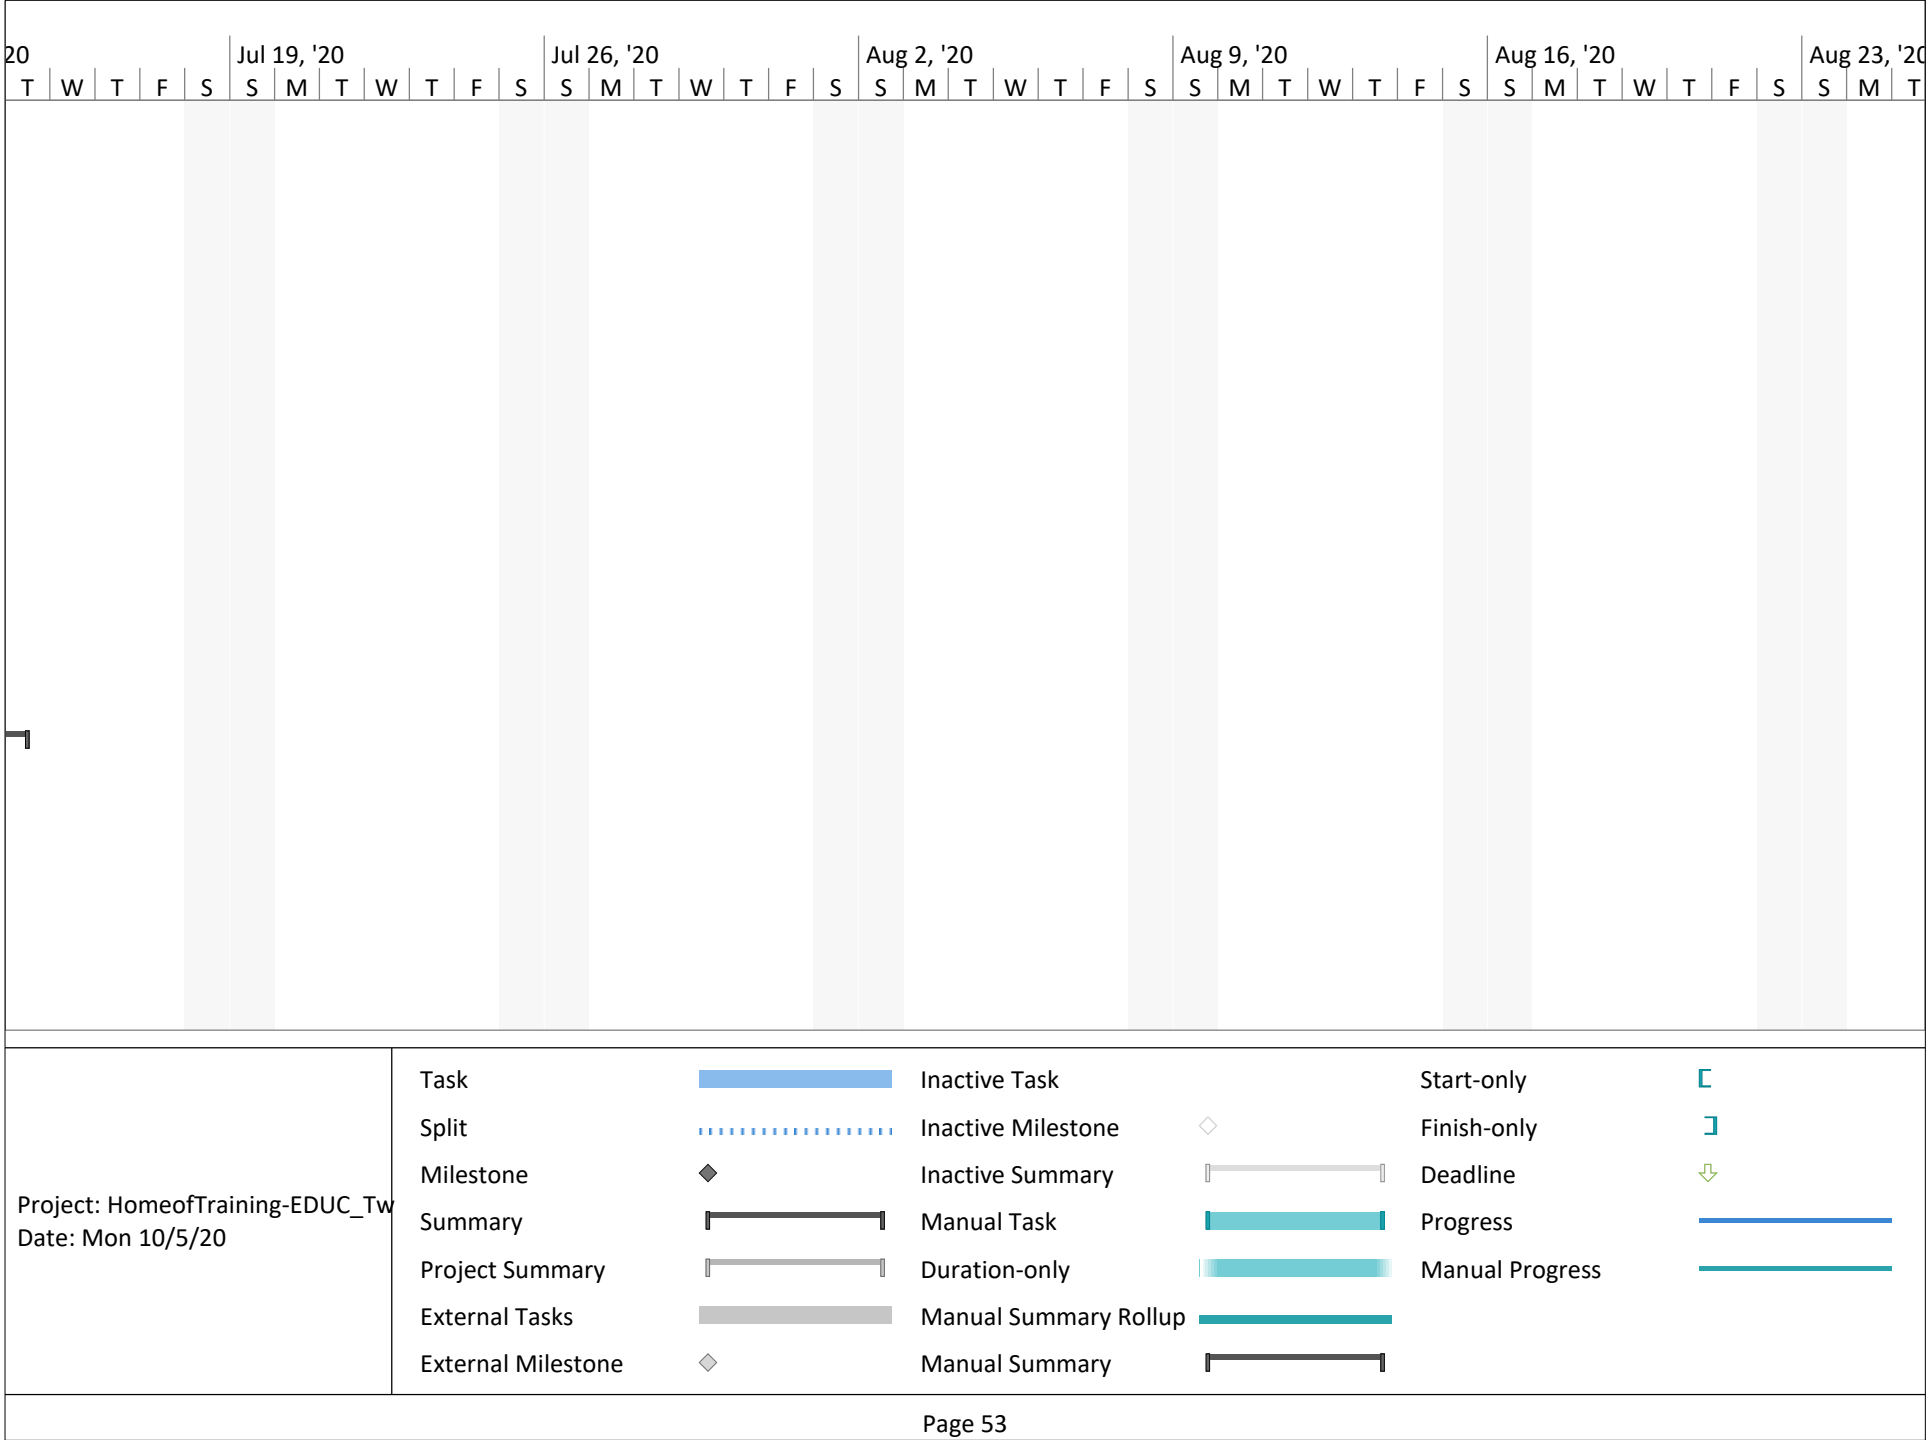 20 Jul 19, '20 Jul 26, '20 Aug 2, '20 Aug 9, '20 Aug 16, '20 Aug 23, '20
T W T F S S M T W T F S S M T W T F S S M T W T F S S M T W T F S S M T W T F S S M T
Task Inactive Task Start-only
Split Inactive Milestone Finish-only
Milestone Inactive Summary Deadline
Project: HomeofTraining-EDUC_Tw
Summary Manual Task Progress
Date: Mon 10/5/20
Project Summary Duration-only Manual Progress
External Tasks Manual Summary Rollup
External Milestone Manual Summary
Page 53